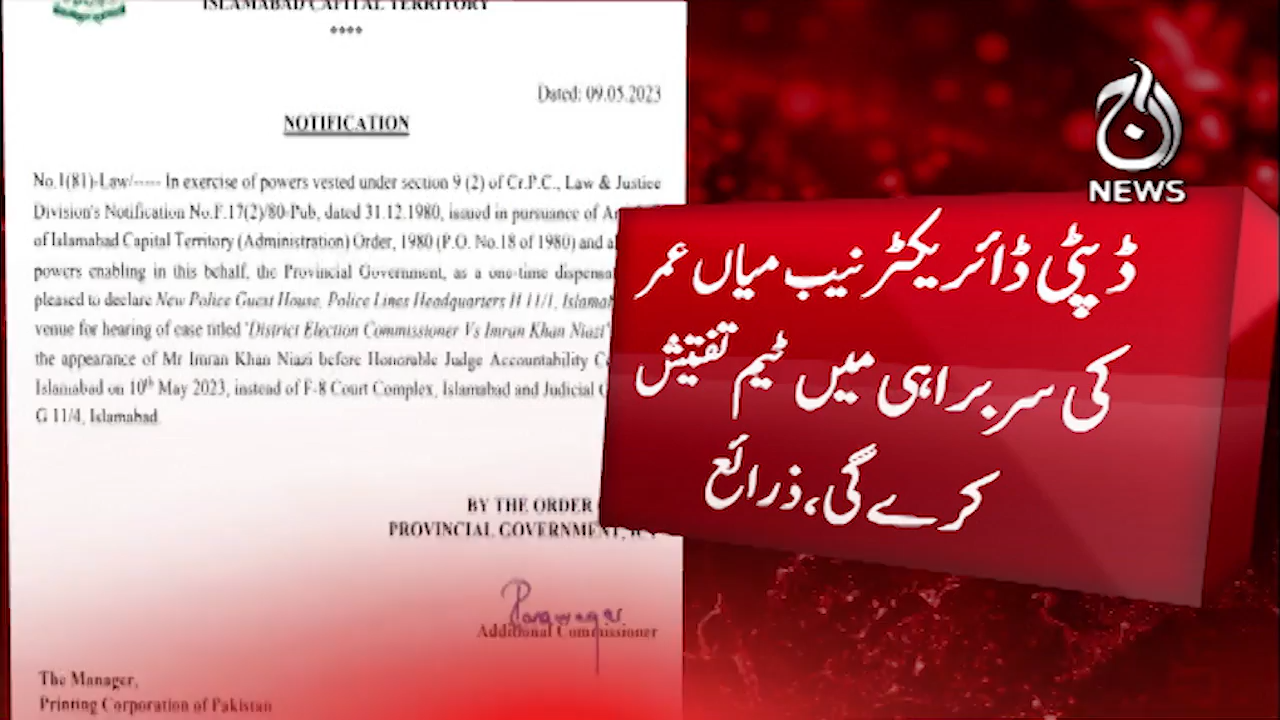 ISLAMABAD CAPITAL TERRITORY
****
Dated: 09.05.2023
NOTIFICATION
No.1(81)-Law/----- In exercise of powers vested under section 9 (2) of Cr.P.C., Law & Justice
Division's Notification No.F.17(2)/80-Pub, dated 31.12.1980, issued in pursuance of
of Islamabad Capital Territory (Administration) Order, 1980 (P.O. No.18 of 1980) and
powers enabling in this behalf, the Provincial Government, as a one-time
pleased to declare New Police Guest House, Police Lines Headquarters H 11/1,
venue for hearing of case titled 'District Election Commissioner Vs Imran Khan Niazi'
the appearance of Mr Imran Khan Niazi before Honorable Judge Accountability
Islamabad on 10th May 2023, instead of F-8 Court Complex, Islamabad and Judicial
G 11/4, Islamabad.
BY THE ORDER
PROVINCIAL GOVERNMENT,
Additional Commissioner
The Manager,
Printing Corporation of Pakistan
آج
NEWS
ڈپٹی ڈائریکٹر نیب میاں عمر
کی سربراہی میں ٹیم تفتیش
کرے گی، ذرائع